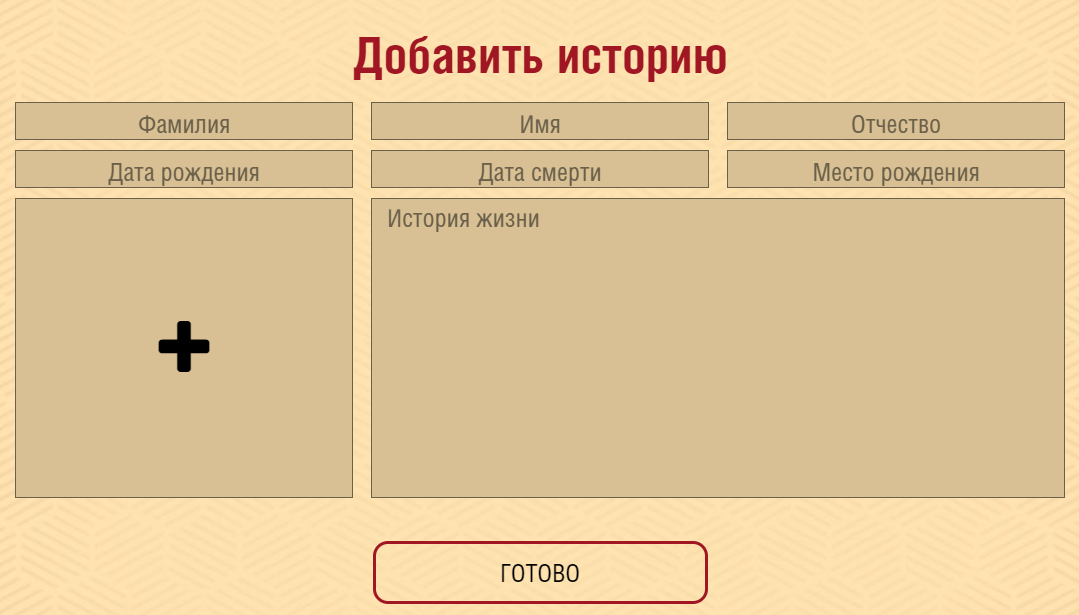 Добавить историю
Фамилия
Имя
Отчество
Дата рождения
Дата смерти
Место рождения
История жизни
ГОТОВО